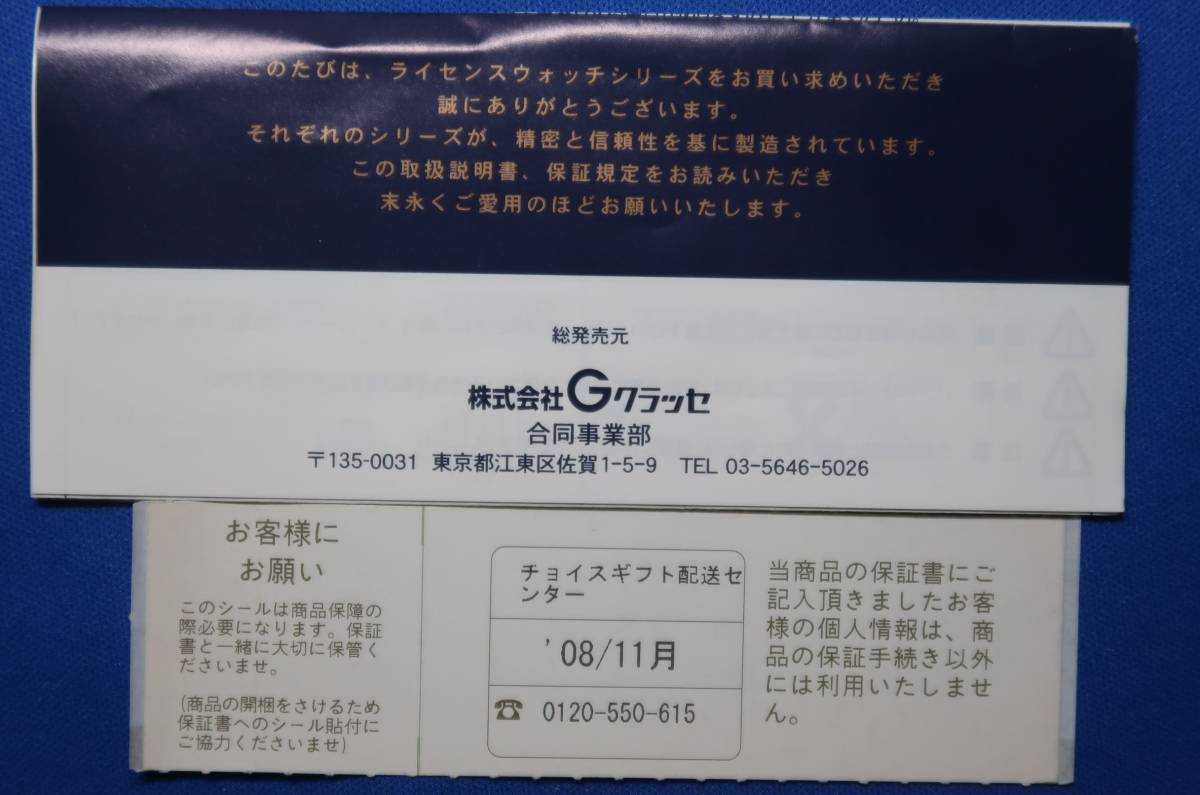 このたびは、ライセンスウォッチシリーズをお買い求めいただき
誠にありがとうございます。
それぞれのシリーズが、精密と信頼性を基に製造されています。
この取扱説明書、保証規定をお読みいただき
末永くご愛用のほどお願いいたします。
総発売元
株式会社Gクラッセ
合同事業部
〒135-0031 東京都江東区佐賀1-5-9 TEL 03-5646-5026
お客様に
お願い
このシールは商品保障の
際必要になります。保証
書と一緒に大切に保管く
ださいませ。
(商品の開梱をさけるため
保証書へのシール貼付に
ご協力くださいませ)
チョイスギフト配送セ
ンター
'08/11月
☎ 0120-550-615
当商品の保証書にご
記入頂きましたお客
様の個人情報は、商
品の保証手続き以外
には利用いたしませ
ん。